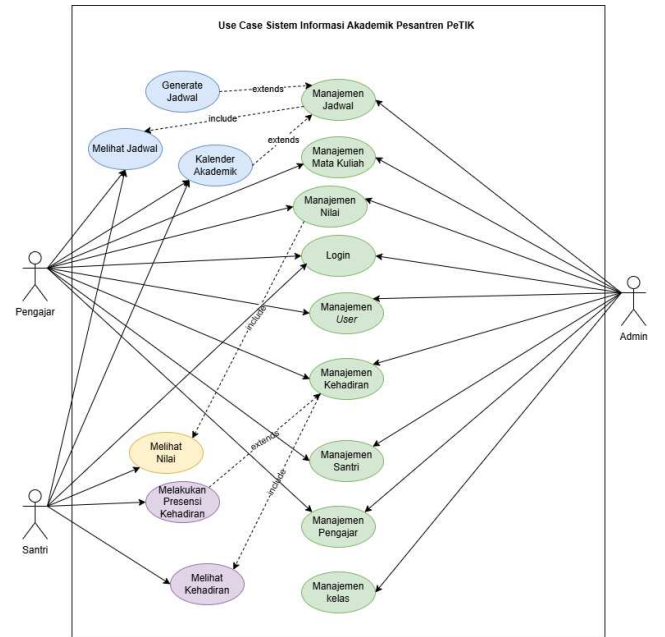 Use Case Sistem Informasi Akademik Pesantren PeTIK
Generate
Jadwal
extends
Manajemen
Jadwal
include
extends
Melihat Jadwal
Kalender
Akademik
Manajemen
Mata Kuliah
Manajemen
Nilai
Login
Pengajar
Manajemen
User
include
Admin
Manajemen
Kehadiran
Melihat
Nilai
extends
Manajemen
Santri
include
Melakukan
Presensi
Kehadiran
Santri
Manajemen
Pengajar
Melihat
Kehadiran
Manajemen
kelas